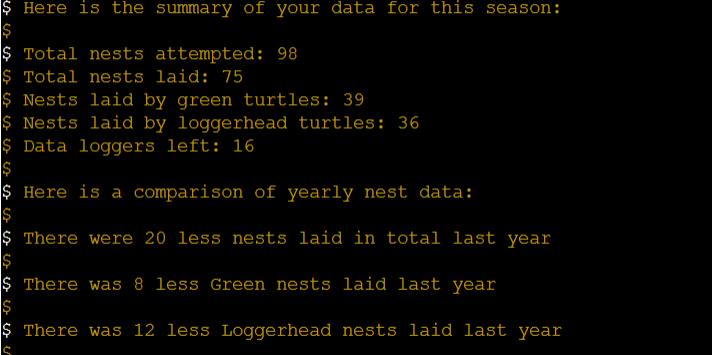 $ Here is the summary of your data for this season:
$
$ Total nests attempted: 98
$ Total nests laid: 75
$ Nests laid by green turtles: 39
$ Nests laid by loggerhead turtles: 36
$ Data loggers left: 16
$
$ Here is a comparison of yearly nest data:
$
$ There were 20 less nests laid in total last year
$
$ There was 8 less Green nests laid last year
$
$ There was 12 less Loggerhead nests laid last year
$